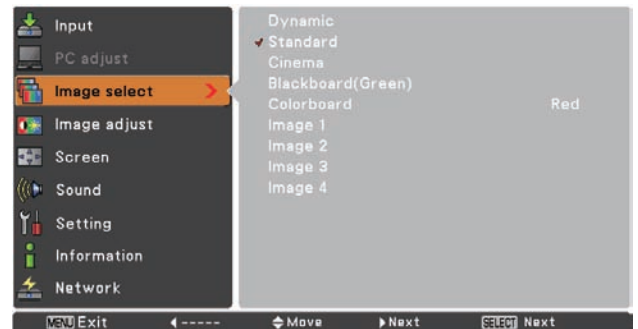 Input
PC adjust
Image select
Image adjust
Screen
Sound
Setting
Information
Network
Dynamic
Standard
Cinema
Blackboard(Green)
Colorboard Red
Image 1
Image 2
Image 3
Image 4
MENU Exit ----- Move Next SELECT Next